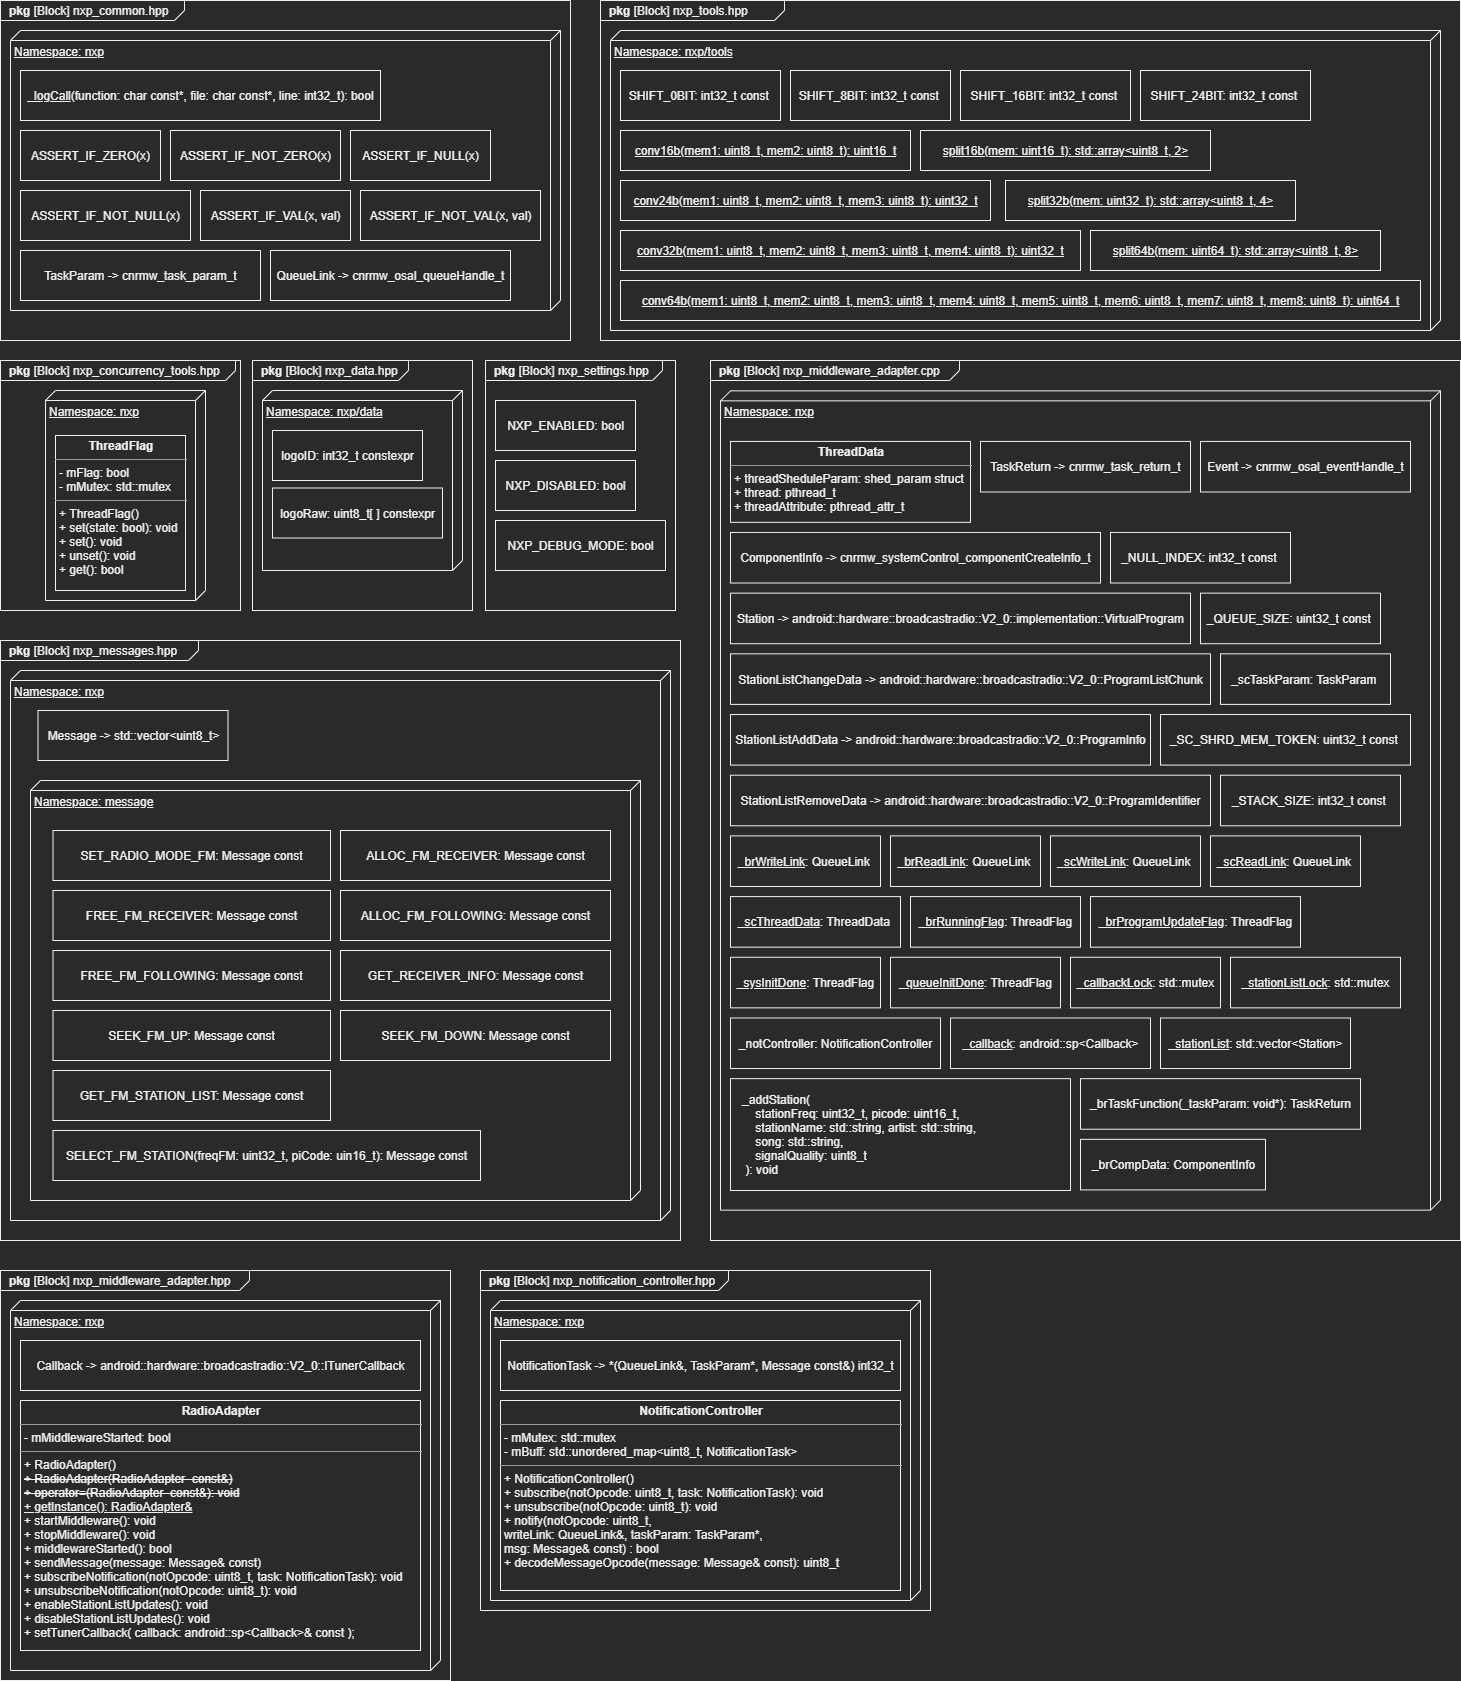 pkg [Block] nxp_common.hpp
Namespace: nxp
_logCall(function: char const*, file: char const*, line: int32_t): bool
ASSERT_IF_ZERO(x)
ASSERT_IF_NOT_ZERO(x)
ASSERT_IF_NULL(x)
ASSERT_IF_NOT_NULL(x)
ASSERT_IF_VAL(x, val)
ASSERT_IF_NOT_VAL(x, val)
TaskParam -> cnrmw_task_param_t
QueueLink -> cnrmw_osal_queueHandle_t
pkg [Block] nxp_tools.hpp
Namespace: nxp/tools
SHIFT_0BIT: int32_t const
SHIFT_8BIT: int32_t const
SHIFT_16BIT: int32_t const
SHIFT_24BIT: int32_t const
conv16b(mem1: uint8_t, mem2: uint8_t): uint16_t
split16b(mem: uint16_t): std::array<uint8_t, 2>
conv24b(mem1: uint8_t, mem2: uint8_t, mem3: uint8_t): uint32_t
split32b(mem: uint32_t): std::array<uint8_t, 4>
conv32b(mem1: uint8_t, mem2: uint8_t, mem3: uint8_t, mem4: uint8_t): uint32_t
split64b(mem: uint64_t): std::array<uint8_t, 8>
conv64b(mem1: uint8_t, mem2: uint8_t, mem3: uint8_t, mem4: uint8_t, mem5: uint8_t, mem6: uint8_t, mem7: uint8_t, mem8: uint8_t): uint64_t
pkg [Block] nxp_concurrency_tools.hpp
Namespace: nxp
ThreadFlag
- mFlag: bool
- mMutex: std::mutex
+ ThreadFlag()
+ set(state: bool): void
+ set(): void
+ unset(): void
+ get(): bool
pkg [Block] nxp_data.hpp
Namespace: nxp/data
logoID: int32_t constexpr
logoRaw: uint8_t[ ] constexpr
pkg [Block] nxp_settings.hpp
NXP_ENABLED: bool
NXP_DISABLED: bool
NXP_DEBUG_MODE: bool
pkg [Block] nxp_middleware_adapter.cpp
Namespace: nxp
ThreadData
+ threadSheduleParam: shed_param struct
+ thread: pthread_t
+ threadAttribute: pthread_attr_t
TaskReturn -> cnrmw_task_return_t
Event -> cnrmw_osal_eventHandle_t
ComponentInfo -> cnrmw_systemControl_componentCreateInfo_t
_NULL_INDEX: int32_t const
Station -> android::hardware::broadcastradio::V2_0::implementation::VirtualProgram
_QUEUE_SIZE: uint32_t const
StationListChangeData -> android::hardware::broadcastradio::V2_0::ProgramListChunk
_scTaskParam: TaskParam
StationListAddData -> android::hardware::broadcastradio::V2_0::ProgramInfo
_SC_SHRD_MEM_TOKEN: uint32_t const
StationListRemoveData -> android::hardware::broadcastradio::V2_0::ProgramIdentifier
_STACK_SIZE: int32_t const
_brWriteLink: QueueLink
_brReadLink: QueueLink
_scWriteLink: QueueLink
_scReadLink: QueueLink
_scThreadData: ThreadData
_brRunningFlag: ThreadFlag
_brProgramUpdateFlag: ThreadFlag
_sysInitDone: ThreadFlag
_queueInitDone: ThreadFlag
_callbackLock: std::mutex
_stationListLock: std::mutex
_notController: NotificationController
_callback: android::sp<Callback>
_stationList: std::vector<Station>
_addStation(
stationFreq: uint32_t, picode: uint16_t,
stationName: std::string, artist: std::string,
song: std::string,
signalQuality: uint8_t
): void
_brTaskFunction(_taskParam: void*): TaskReturn
_brCompData: ComponentInfo
pkg [Block] nxp_messages.hpp
Namespace: nxp
Message -> std::vector<uint8_t>
Namespace: message
SET_RADIO_MODE_FM: Message const
ALLOC_FM_RECEIVER: Message const
FREE_FM_RECEIVER: Message const
ALLOC_FM_FOLLOWING: Message const
FREE_FM_FOLLOWING: Message const
GET_RECEIVER_INFO: Message const
SEEK_FM_UP: Message const
SEEK_FM_DOWN: Message const
GET_FM_STATION_LIST: Message const
SELECT_FM_STATION(freqFM: uint32_t, piCode: uin16_t): Message const
pkg [Block] nxp_middleware_adapter.hpp
Namespace: nxp
Callback -> android::hardware::broadcastradio::V2_0::ITunerCallback
RadioAdapter
- mMiddlewareStarted: bool
+ RadioAdapter()
+ RadioAdapter(RadioAdapter const&)
+ operator=(RadioAdapter const&): void
+ getInstance(): RadioAdapter&
+ startMiddleware(): void
+ stopMiddleware(): void
+ middlewareStarted(): bool
+ sendMessage(message: Message& const)
+ subscribeNotification(notOpcode: uint8_t, task: NotificationTask): void
+ unsubscribeNotification(notOpcode: uint8_t): void
+ enableStationListUpdates(): void
+ disableStationListUpdates(): void
+ setTunerCallback( callback: android::sp<Callback>& const );
pkg [Block] nxp_notification_controller.hpp
Namespace: nxp
NotificationTask -> *(QueueLink&, TaskParam*, Message const&) int32_t
NotificationController
- mMutex: std::mutex
- mBuff: std::unordered_map<uint8_t, NotificationTask>
+ NotificationController()
+ subscribe(notOpcode: uint8_t, task: NotificationTask): void
+ unsubscribe(notOpcode: uint8_t): void
+ notify(notOpcode: uint8_t,
writeLink: QueueLink&, taskParam: TaskParam*,
msg: Message& const) : bool
+ decodeMessageOpcode(message: Message& const): uint8_t